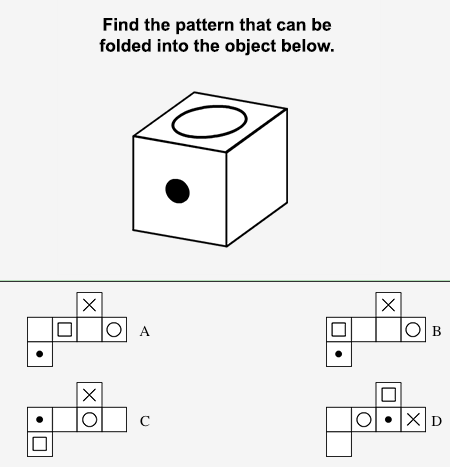 Find the pattern that can be
folded into the object below.
A
B
C
D